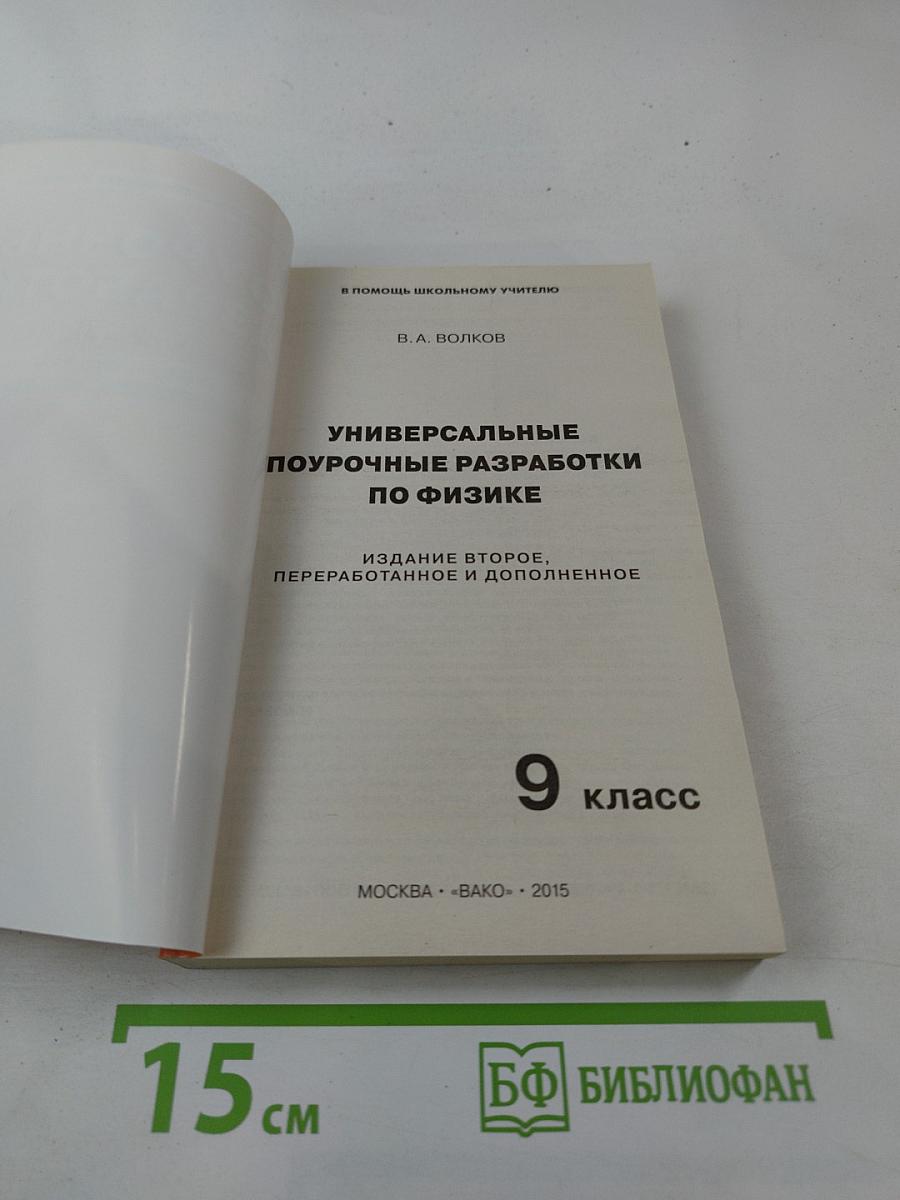 В ПОМОЩЬ ШКОЛЬНОМУ УЧИТЕЛЮ
В. А. ВОЛКОВ
УНИВЕРСАЛЬНЫЕ
ПОУРОЧНЫЕ РАЗРАБОТКИ
ПО ФИЗИКЕ
ИЗДАНИЕ ВТОРОЕ,
ПЕРЕРАБОТАННОЕ И ДОПОЛНЕННОЕ
9 класс
МОСКВА • «ВАКО» • 2015
15 см
БФ БИБЛИОФАН